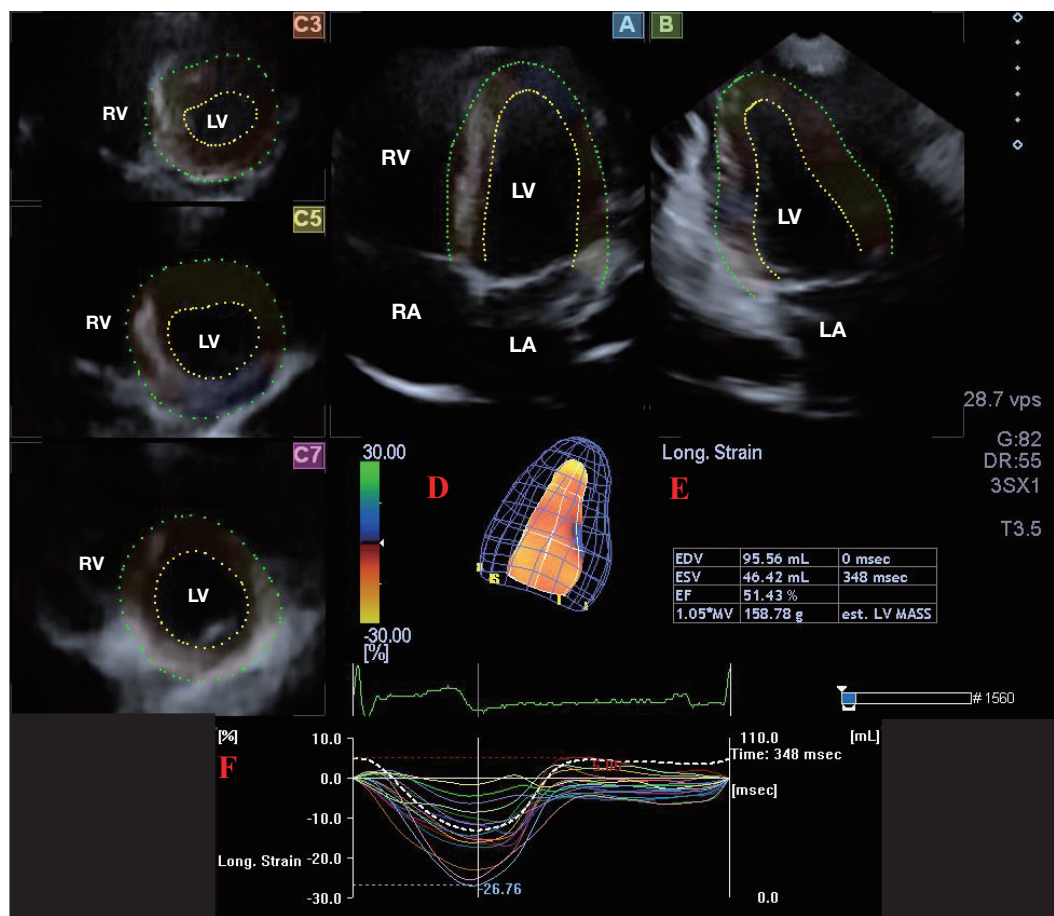 C3
RV
LV
C5
RV
LV
C7
RV
LV
A
RV
LV
RA
LA
B
LV
LA
28.7 vps
G:82
DR:55
3SX1
T3.5
30.00
-30.00
[%]
D
S
Long. Strain
E
EDV 95.56 mL 0 msec
ESV 46.42 mL 348 msec
EF 51.43 %
1.05*MV 158.78 g est. LV MASS
# 1560
[%]
F
10.0
0.0
-10.0
-20.0
-30.0
Long. Strain
-26.76
110.0
[mL]
Time: 348 msec
[msec]
0.0